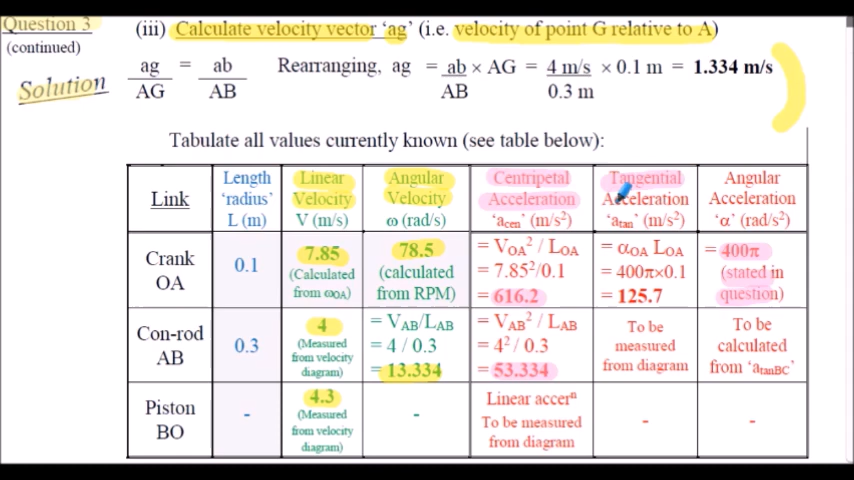 Question 3
(continued)
Solution
(iii) Calculate velocity vector ‘ag’ (i.e. velocity of point G relative to A)
ag = ab Rearranging, ag = ab × AG = 4 m/s × 0.1 m = 1.334 m/s
AG AB AB 0.3 m
Tabulate all values currently known (see table below):
Link
Length
‘radius’
L (m)
Linear
Velocity
V (m/s)
Angular
Velocity
ω (rad/s)
Centripetal
Acceleration
‘acen’ (m/s²)
Tangential
Acceleration
‘atan’ (m/s²)
Angular
Acceleration
‘α’ (rad/s²)
Crank
OA
0.1
7.85
(Calculated
from ωOA)
78.5
(calculated
from RPM)
= VOA² / LOA
= 7.85²/0.1
= 616.2
= αOA LOA
= 400π×0.1
= 125.7
= 400π
(stated in
question)
Con-rod
AB
0.3
4
(Measured
from velocity
diagram)
= VAB/LAB
= 4 / 0.3
= 13.334
= VAB² / LAB
= 4² / 0.3
= 53.334
To be
measured
from diagram
To be
calculated
from ‘atanBC’
Piston
BO
-
4.3
(Measured
from velocity
diagram)
-
Linear accerⁿ
To be measured
from diagram
-
-